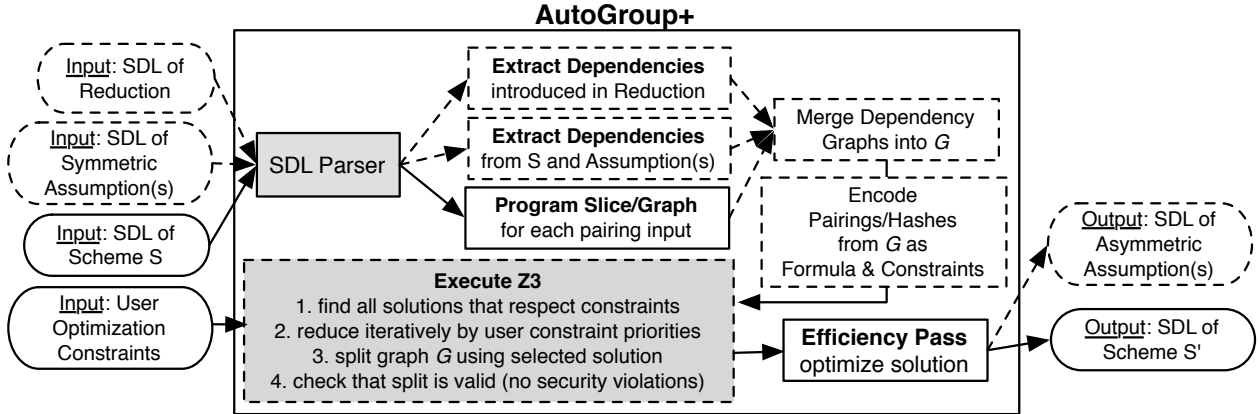 AutoGroup+
Input: SDL of
Reduction
Input: SDL of
Symmetric
Assumption(s)
Input: SDL of
Scheme S
Input: User
Optimization
Constraints
SDL Parser
Extract Dependencies
introduced in Reduction
Extract Dependencies
from S and Assumption(s)
Program Slice/Graph
for each pairing input
Merge Dependency
Graphs into G
Encode
Pairings/Hashes
from G as
Formula & Constraints
Execute Z3
1. find all solutions that respect constraints
2. reduce iteratively by user constraint priorities
3. split graph G using selected solution
4. check that split is valid (no security violations)
Efficiency Pass
optimize solution
Output: SDL of
Asymmetric
Assumption(s)
Output: SDL of
Scheme S'